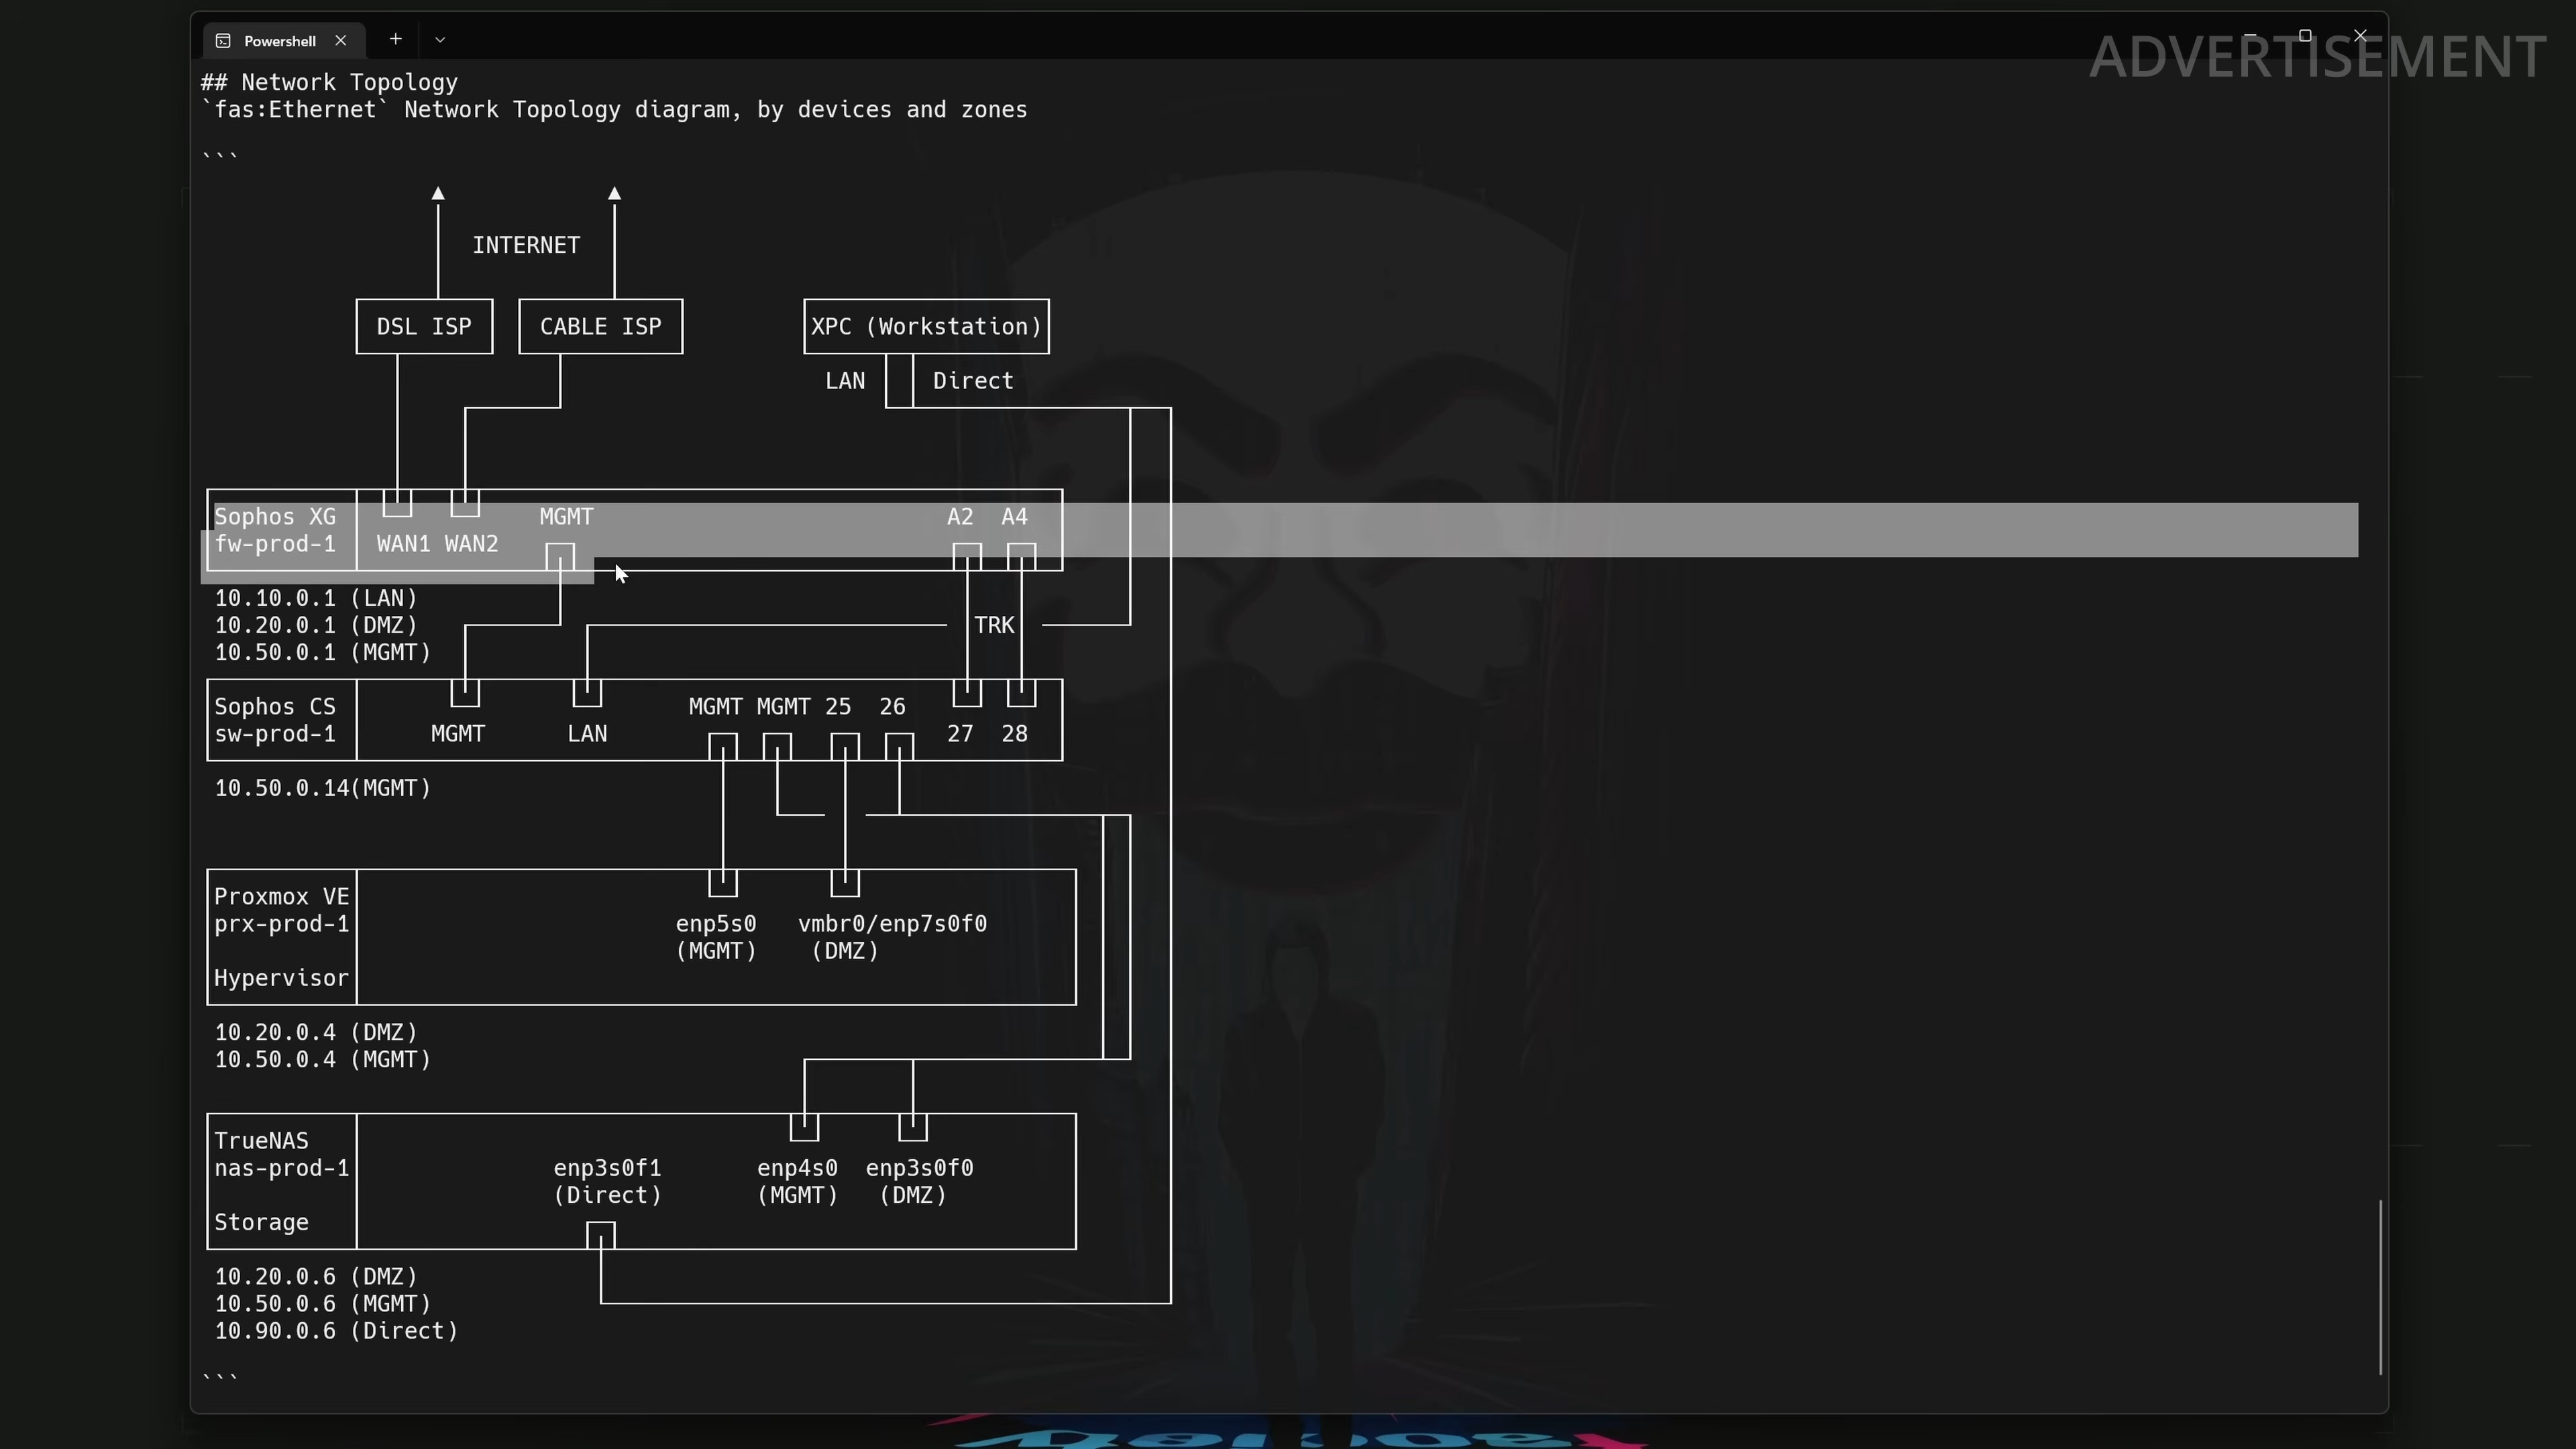 Powershell
ADVERTISEMENT
## Network Topology
`fas:Ethernet` Network Topology diagram, by devices and zones
```
INTERNET
DSL ISP CABLE ISP XPC (Workstation)
LAN Direct
Sophos XG MGMT A2 A4
fw-prod-1 WAN1 WAN2
10.10.0.1 (LAN)
10.20.0.1 (DMZ) TRK
10.50.0.1 (MGMT)
Sophos CS MGMT MGMT 25 26
sw-prod-1 MGMT LAN 27 28
10.50.0.14(MGMT)
Proxmox VE
prx-prod-1 enp5s0 vmbr0/enp7s0f0
(MGMT) (DMZ)
Hypervisor
10.20.0.4 (DMZ)
10.50.0.4 (MGMT)
TrueNAS
nas-prod-1 enp3s0f1 enp4s0 enp3s0f0
(Direct) (MGMT) (DMZ)
Storage
10.20.0.6 (DMZ)
10.50.0.6 (MGMT)
10.90.0.6 (Direct)
```